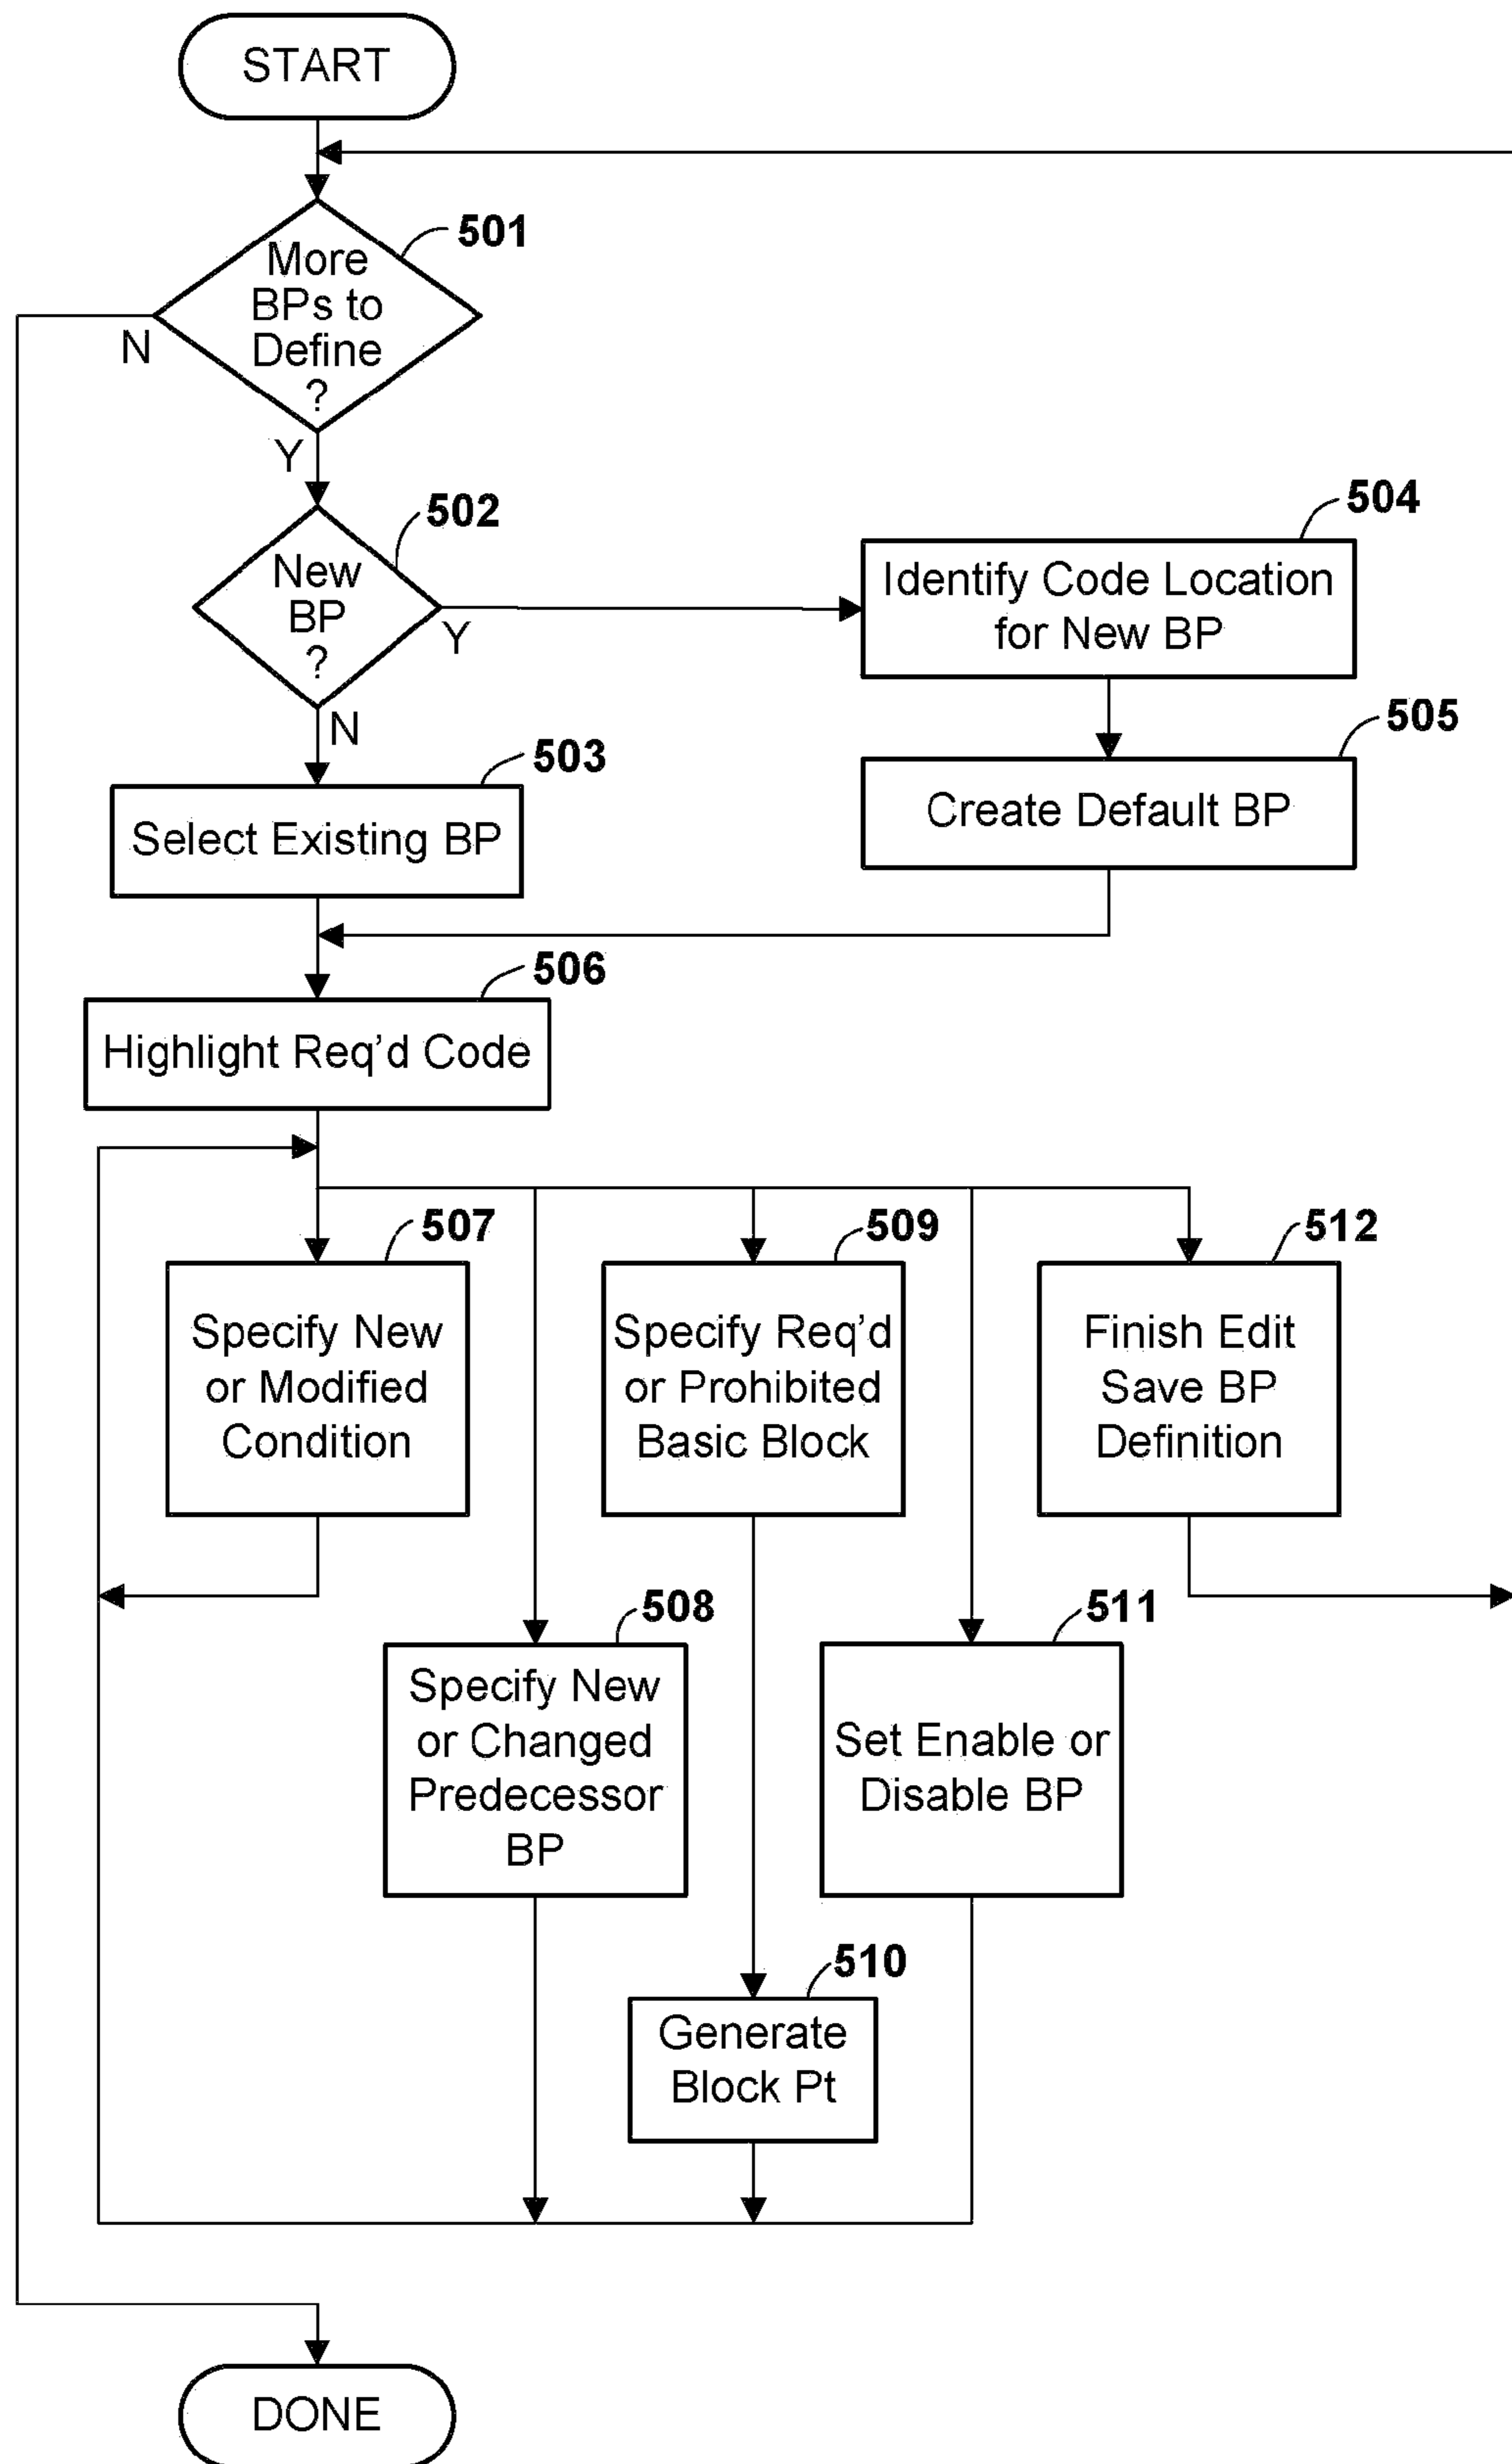 START
501
More
BPs to
Define
?
N
Y
502
New
BP
?
Y
N
504
Identify Code Location
for New BP
505
Create Default BP
503
Select Existing BP
506
Highlight Req'd Code
507
Specify New
or Modified
Condition
509
Specify Req'd
or Prohibited
Basic Block
512
Finish Edit
Save BP
Definition
508
Specify New
or Changed
Predecessor
BP
511
Set Enable or
Disable BP
510
Generate
Block Pt
DONE